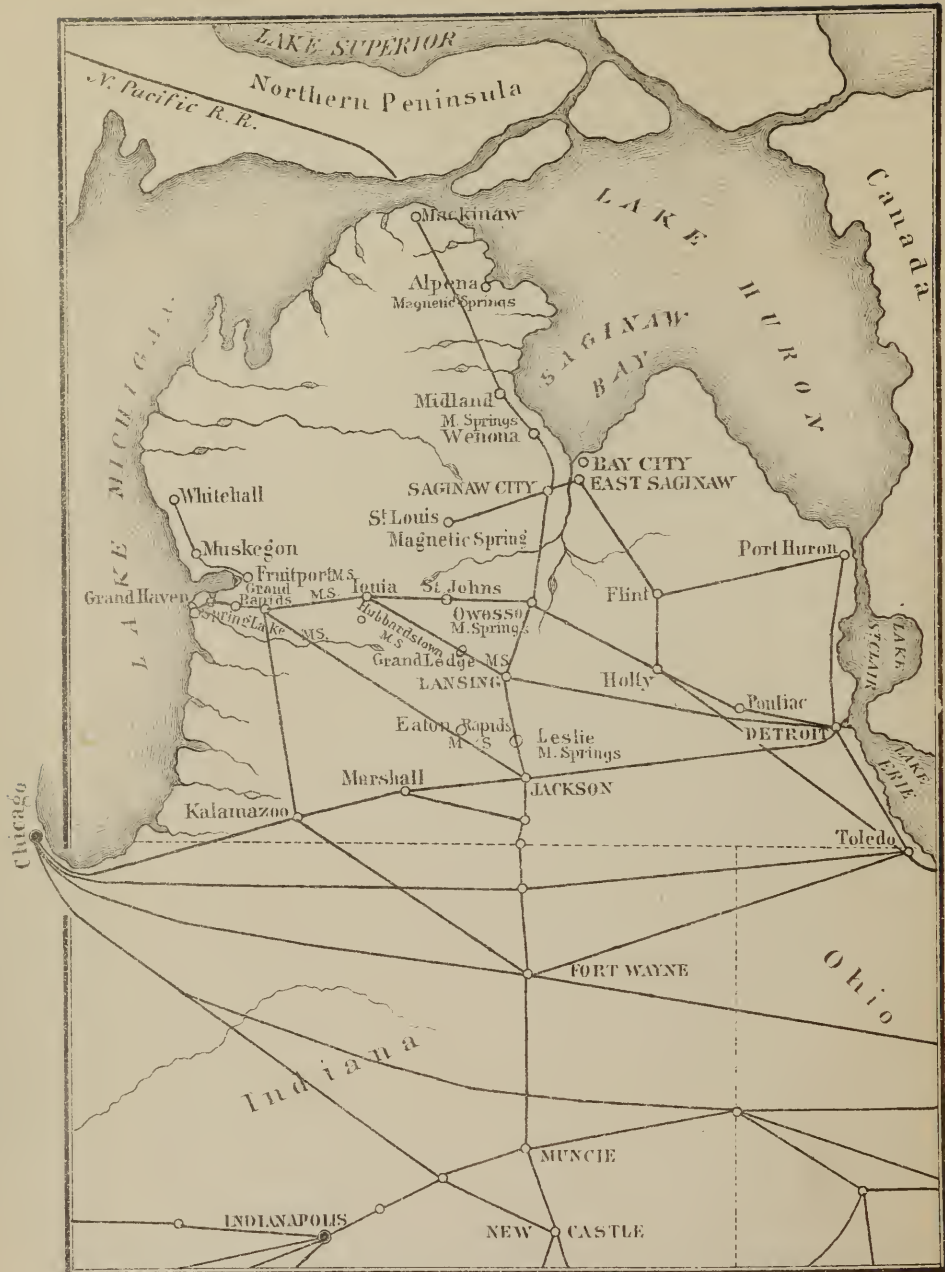 LAKE SUPERIOR
Northern Peninsula
N. Pacific R. R.
Canada
LAKE HURON
Mackinaw
Alpena
Magnetic Springs
SAGINAW
BAY
LAKE MICHIGAN
Midland
M. Springs
Wenona
BAY CITY
EAST SAGINAW
SAGINAW CITY
Whitehall
St. Louis
Magnetic Spring
Muskegon
Port Huron
Fruitport M.S.
Grand Haven
Grand
Rapids
M.S.
Ionia
St. Johns
Flint
Spring Lake
M.S.
Hubbardstown
M.S
Owosso
M. Springs
LAKE
ST CLAIR
Grand Ledge M.S
LANSING
Holly
Pontiac
DETROIT
Eaton Rapids
M. S
Leslie
M. Springs
LAKE
ERIE
Marshall
JACKSON
Kalamazoo
Chicago
Toledo
FORT WAYNE
Ohio
Indiana
MUNCIE
INDIANAPOLIS
NEW CASTLE